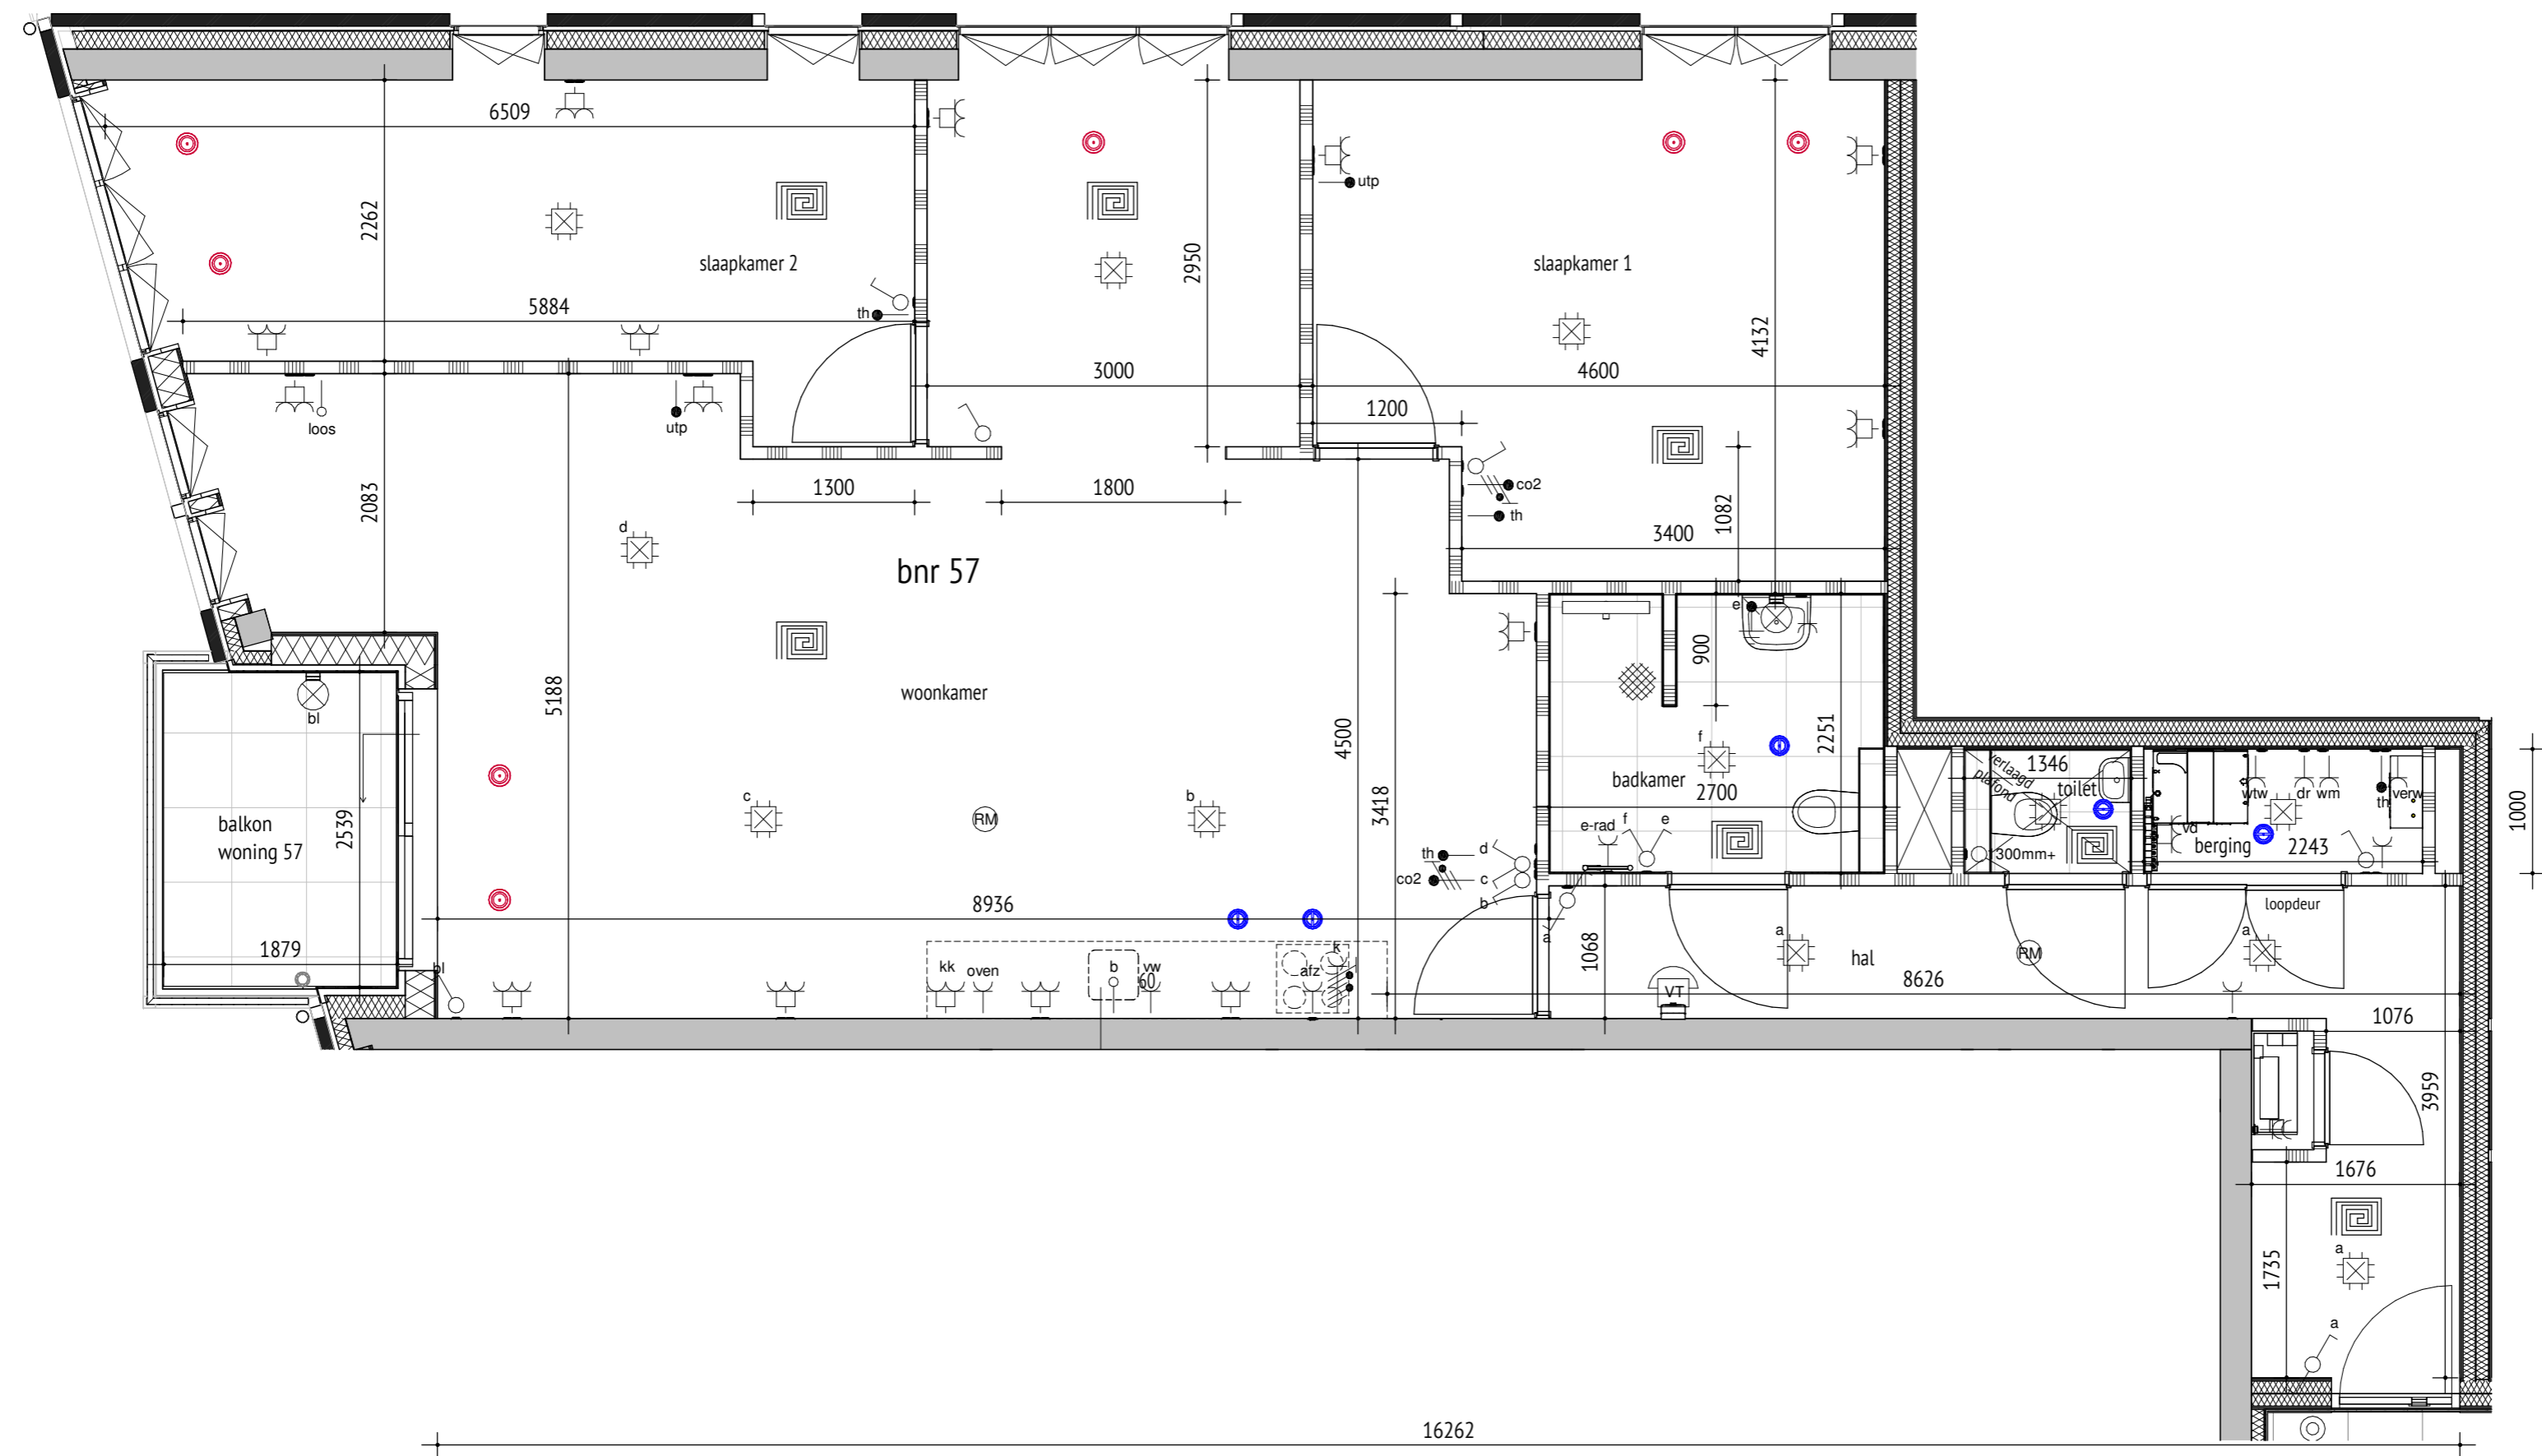 6509
utp
2262
slaapkamer 2
2950
slaapkamer 1
5884
th
4132
3000
4600
1200
loos
utp
1300
1800
co2
th
1082
3400
2083
d
bnr 57
e
900
5188
woonkamer
bl
4500
2251
f
badkamer
2700
1346
verlaagd
plafond
toilet
wtw
dr
wm
th
verw
1000
c
RM
b
3418
balkon
woning 57
2539
e-rad
f
e
vd
1300mm+
berging
2243
th
d
co2
c
b
8936
loopdeur
a
1879
bl
kk
oven
b
vw
60
afz
k
1068
a
hal
RM
a
8626
VT
1076
3959
1676
1735
a
a
16262